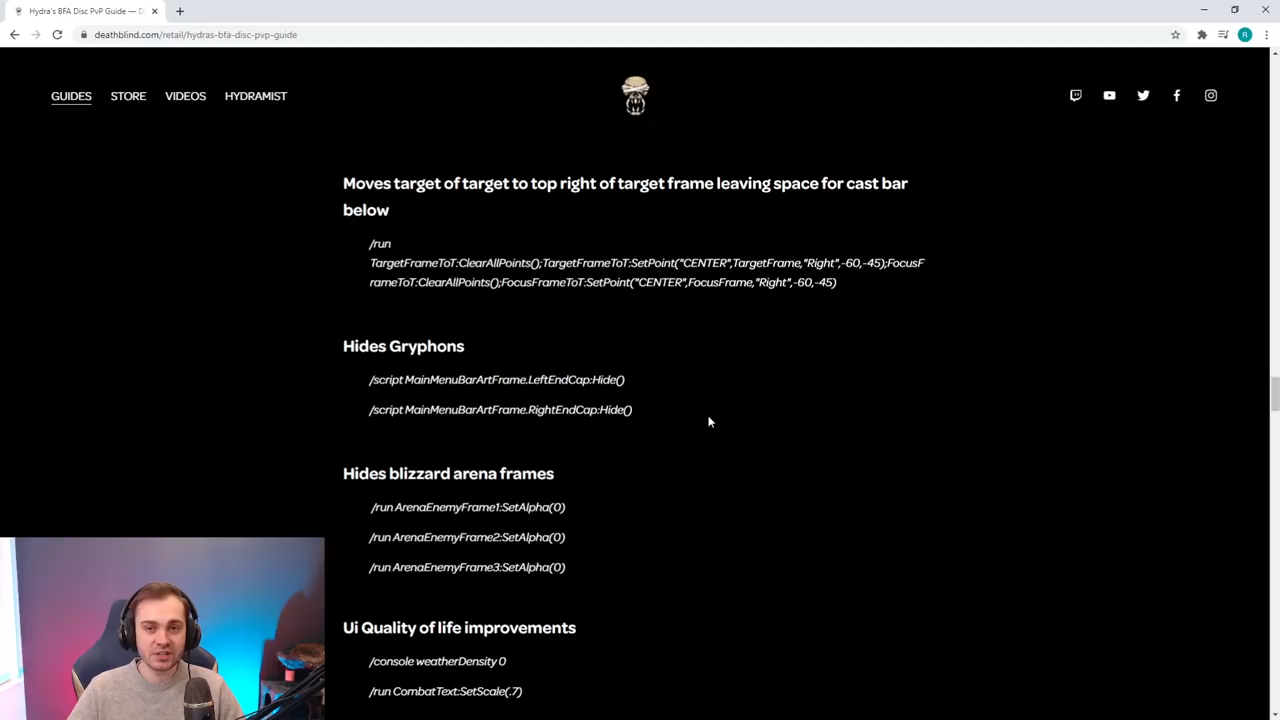 Hydra's BFA Disc PvP Guide — D
deathblind.com/retail/hydras-bfa-disc-pvp-guide
R
GUIDES STORE VIDEOS HYDRAMIST
Moves target of target to top right of target frame leaving space for cast bar
below
/run
TargetFrameToT:ClearAllPoints();TargetFrameToT:SetPoint("CENTER",TargetFrame,"Right",-60,-45);FocusF
rameToT:ClearAllPoints();FocusFrameToT:SetPoint("CENTER",FocusFrame,"Right",-60,-45)
Hides Gryphons
/script MainMenuBarArtFrame.LeftEndCap:Hide()
/script MainMenuBarArtFrame.RightEndCap:Hide()
Hides blizzard arena frames
/run ArenaEnemyFrame1:SetAlpha(0)
/run ArenaEnemyFrame2:SetAlpha(0)
/run ArenaEnemyFrame3:SetAlpha(0)
Ui Quality of life improvements
/console weatherDensity 0
/run CombatText:SetScale(.7)